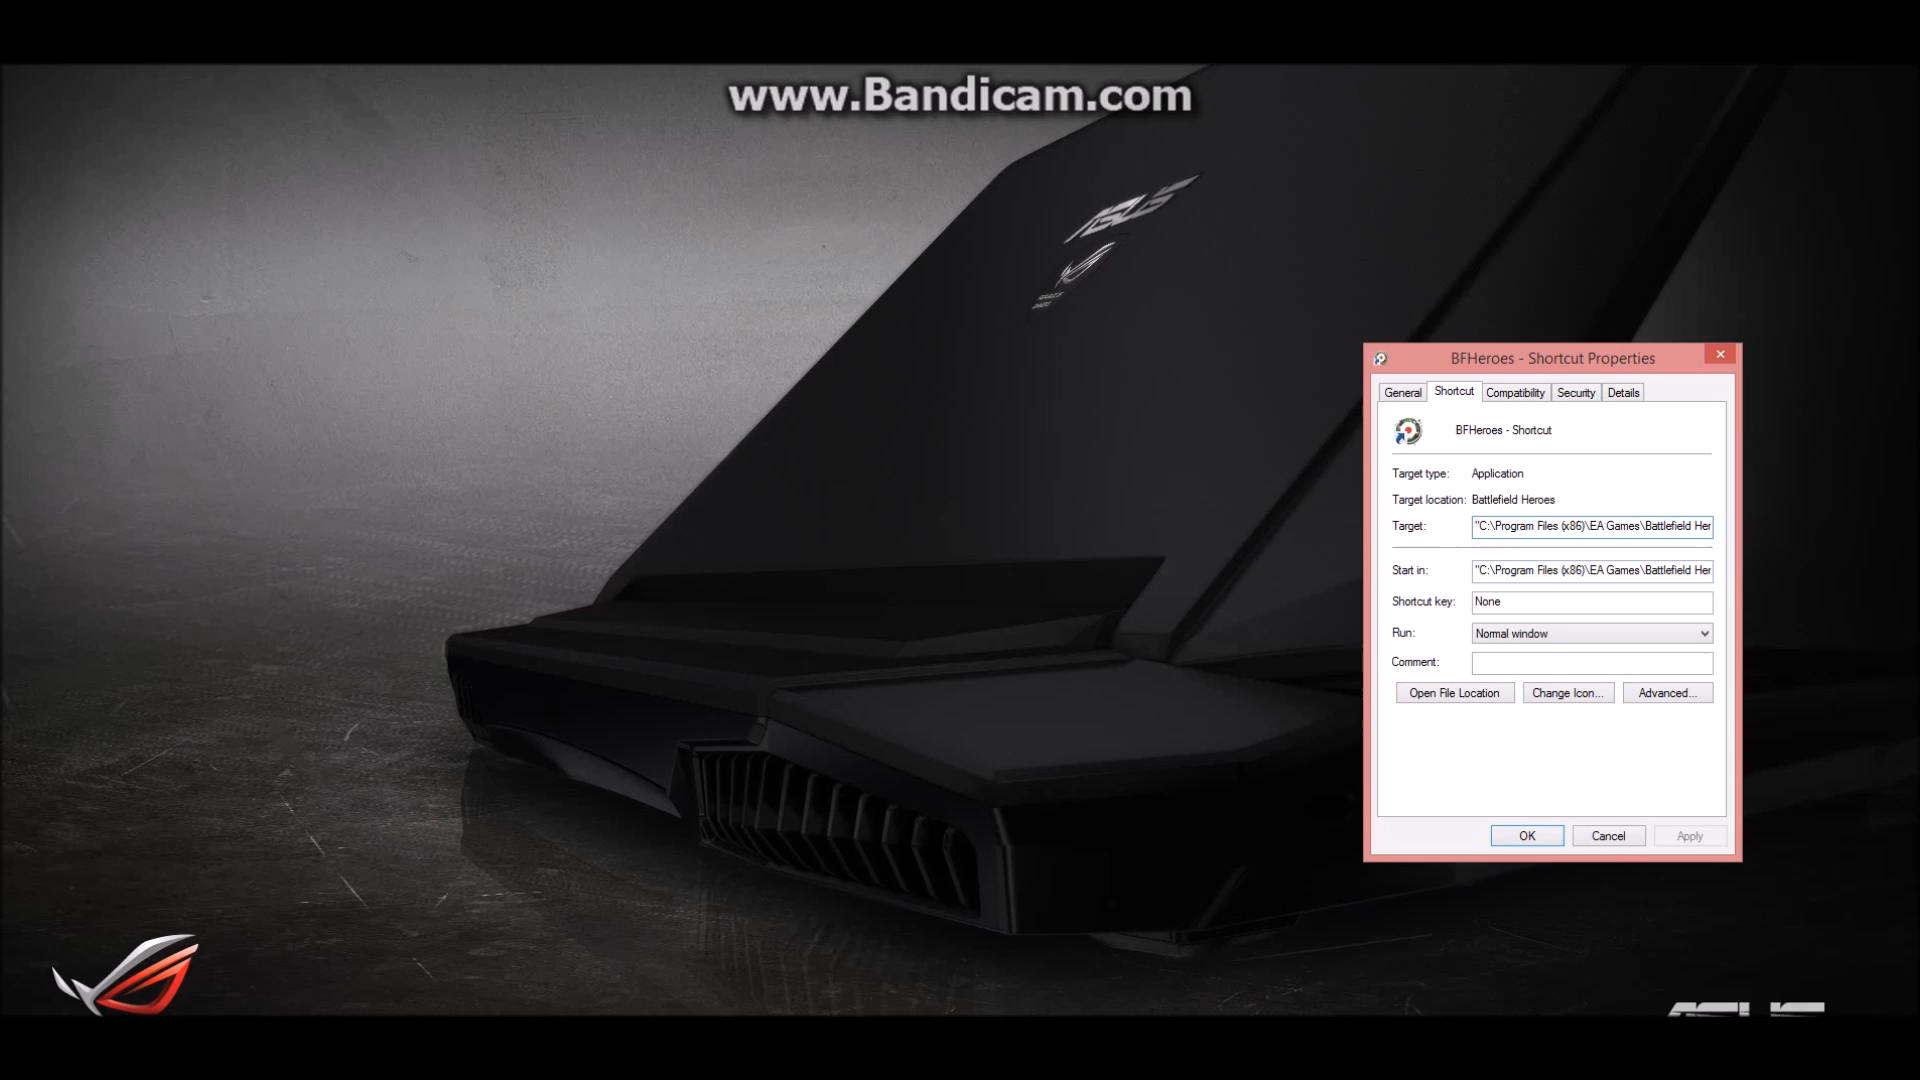 www.Bandicam.com
ASUS
BFHeroes - Shortcut Properties
General Shortcut Compatibility Security Details
BFHeroes - Shortcut
Target type: Application
Target location: Battlefield Heroes
Target: "C:\Program Files (x86)\EA Games\Battlefield Her
Start in: "C:\Program Files (x86)\EA Games\Battlefield Her
Shortcut key: None
Run: Normal window
Comment:
Open File Location Change Icon... Advanced...
OK Cancel Apply